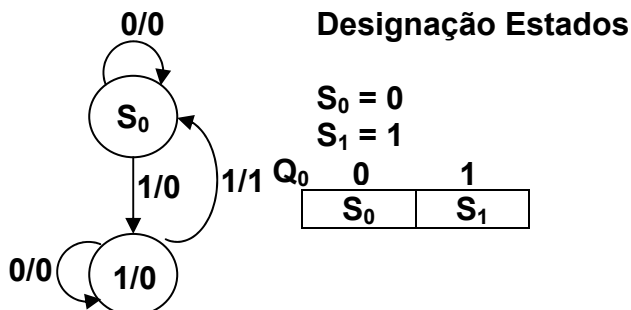 0/0
Designação Estados
S₀
S₀ = 0
S₁ = 1
1/0
1/1
Q₀ 0 1
S₀ S₁
0/0
1/0